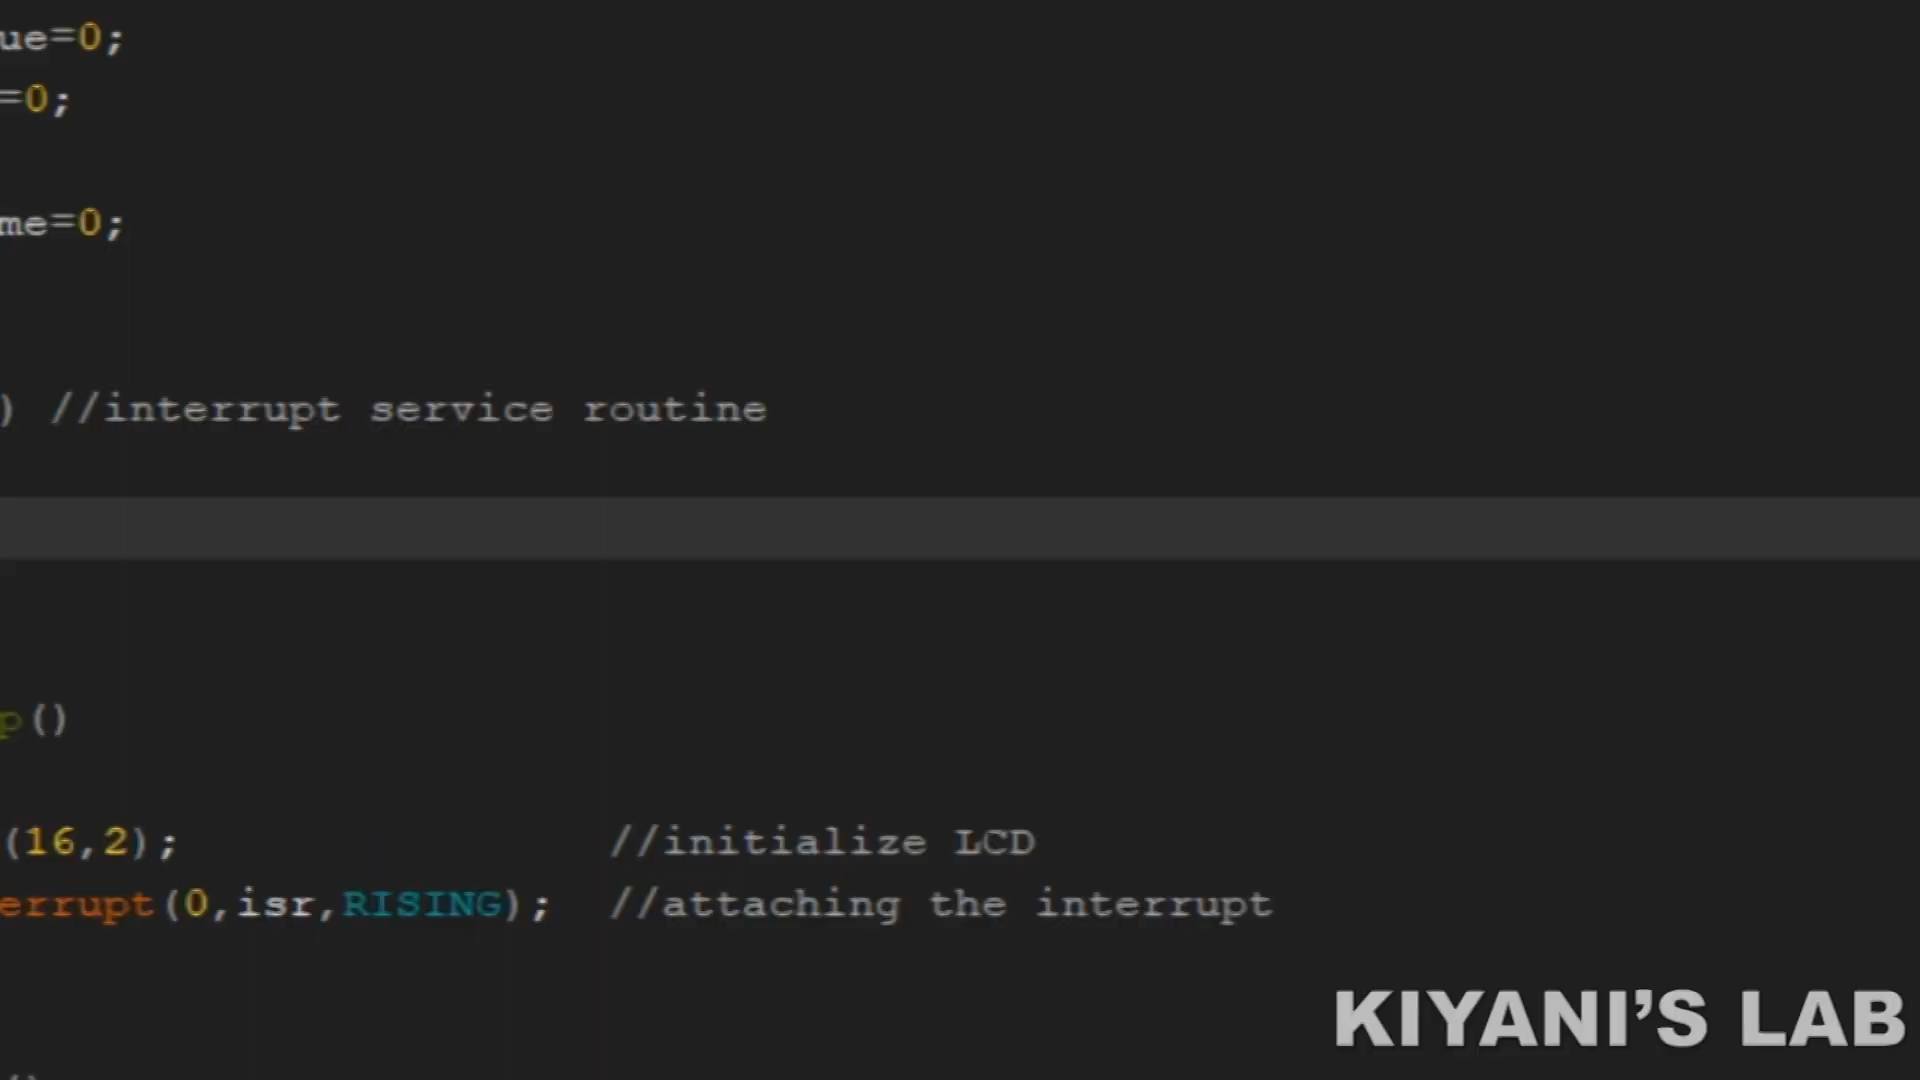 ue=0;
=0;
me=0;
) //interrupt service routine
p()
(16,2); //initialize LCD
errupt(0,isr,RISING); //attaching the interrupt
KIYANI'S LAB